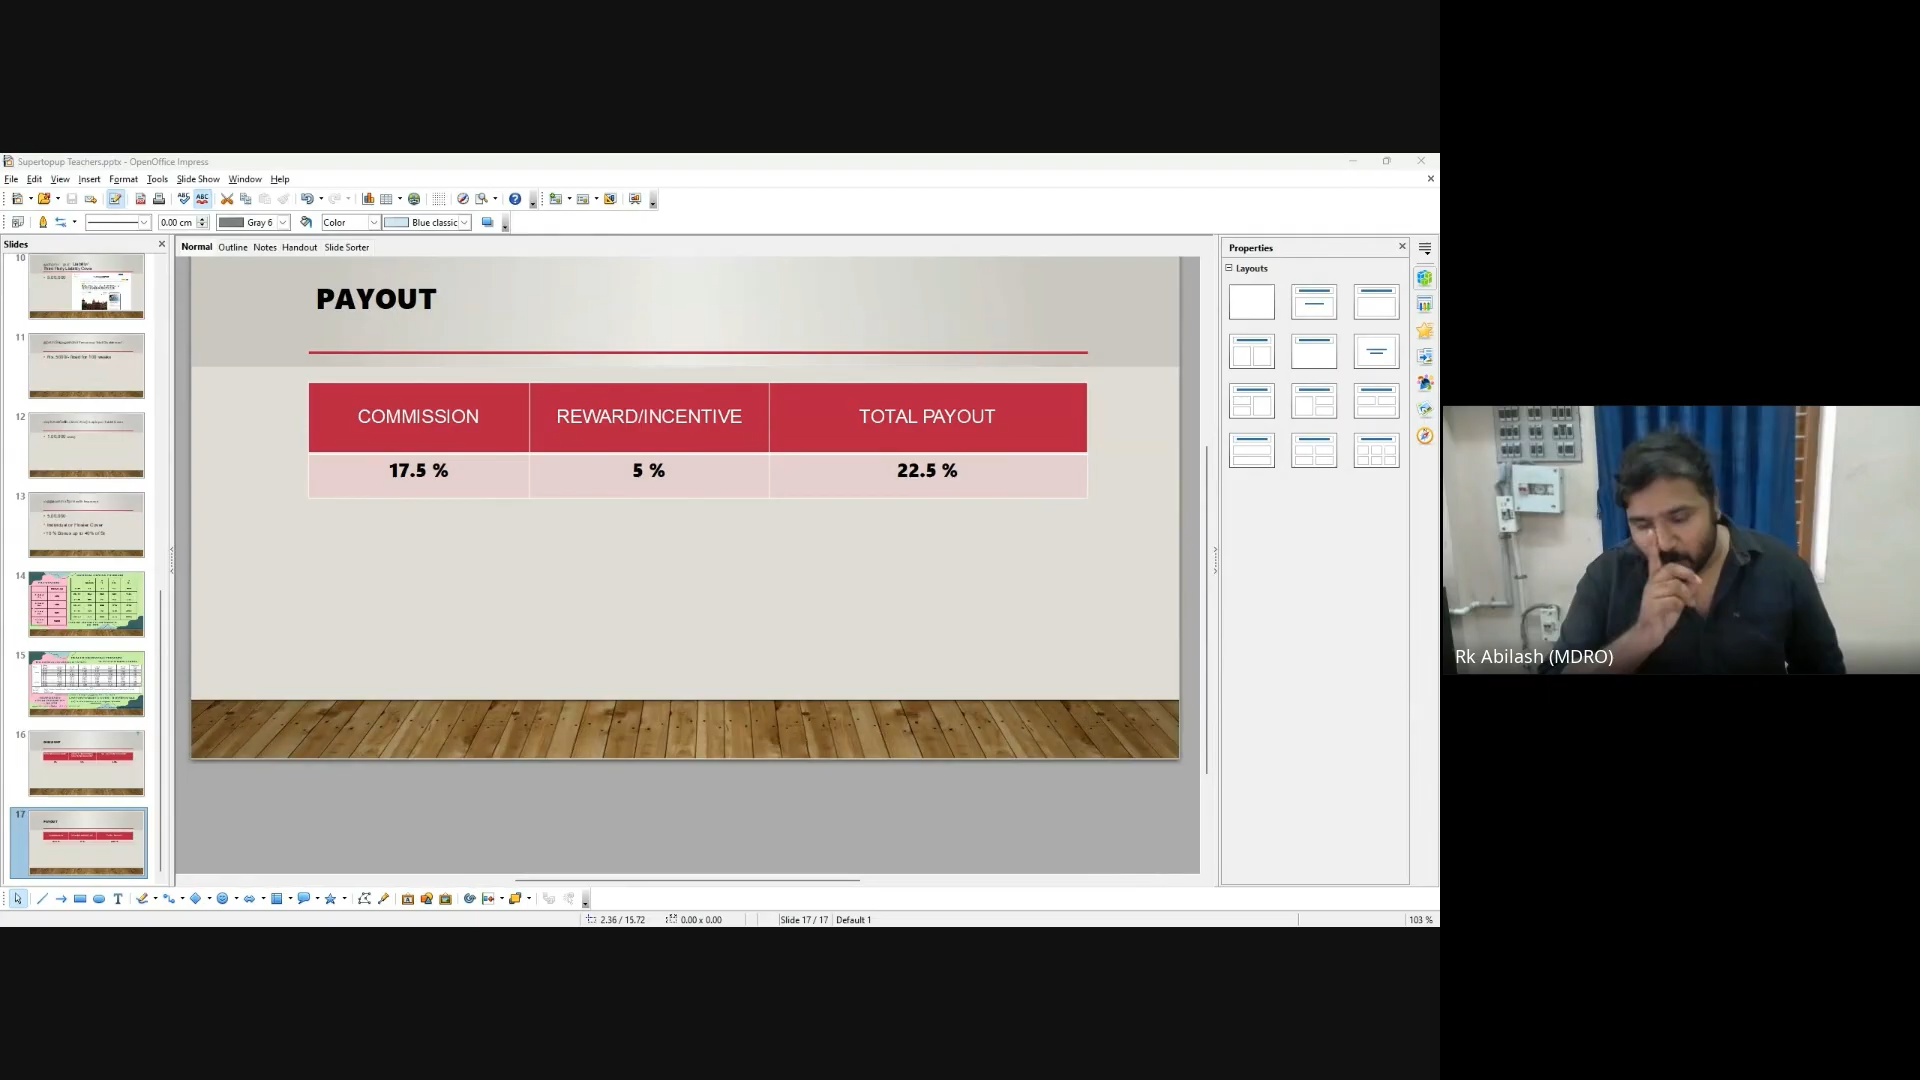 Supertopup Teachers.pptx - OpenOffice Impress
File Edit View Insert Format Tools Slide Show Window Help
0.00 cm Gray 6 Color Blue classic
Slides
Normal Outline Notes Handout Slide Sorter
Properties
Layouts
10
11
12
13
14
15
16
17
PAYOUT
COMMISSION REWARD/INCENTIVE TOTAL PAYOUT
17.5 % 5 % 22.5 %
Rk Abilash (MDRO)
2.36 / 15.72 0.00 x 0.00 Slide 17 / 17 Default 1 103 %